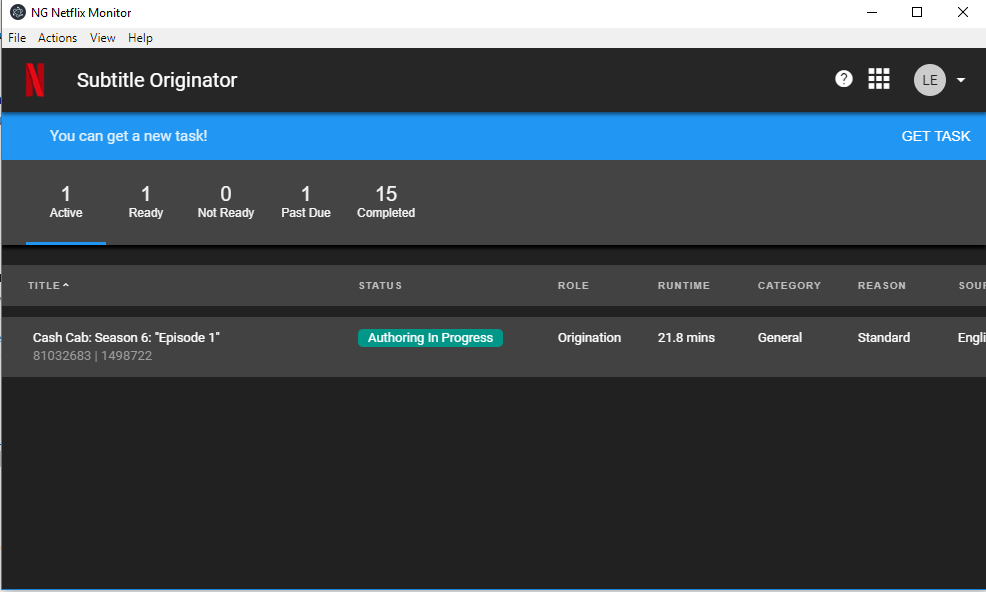 NG Netflix Monitor
File Actions View Help
N Subtitle Originator ? LE
You can get a new task! GET TASK
1 1 0 1 15
Active Ready Not Ready Past Due Completed
TITLE STATUS ROLE RUNTIME CATEGORY REASON SOUR
Cash Cab: Season 6: "Episode 1" Authoring In Progress Origination 21.8 mins General Standard Engli
81032683 | 1498722